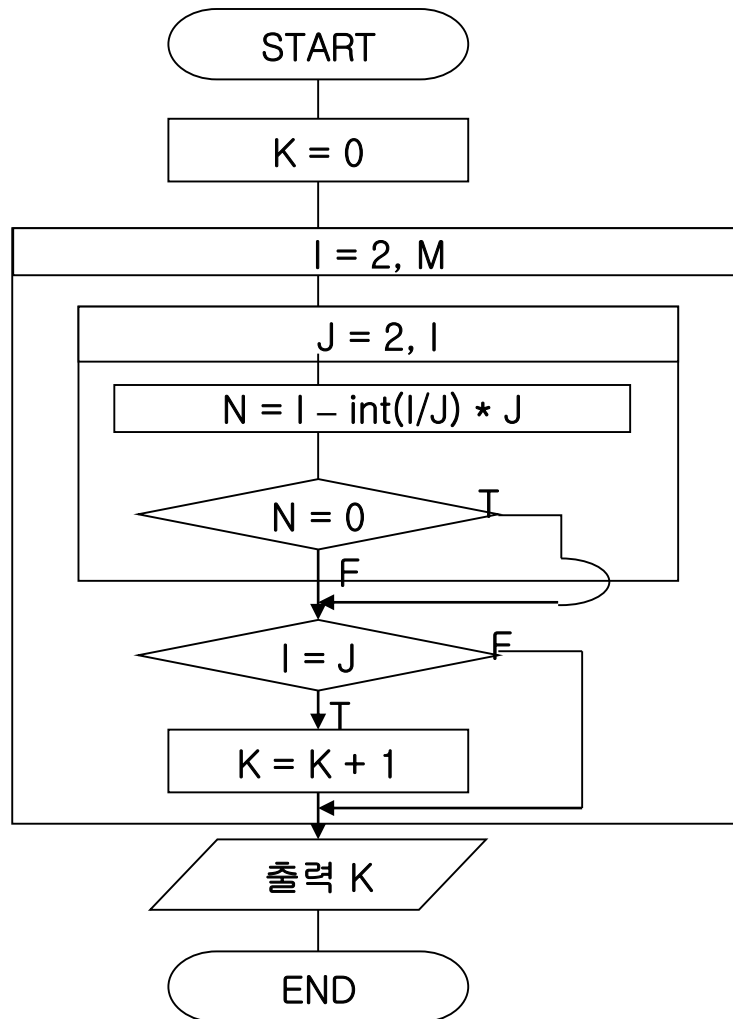 START
K = 0
I = 2, M
J = 2, I
N = I – int(I/J) * J
N = 0
T
F
I = J
F
T
K = K + 1
출력 K
END